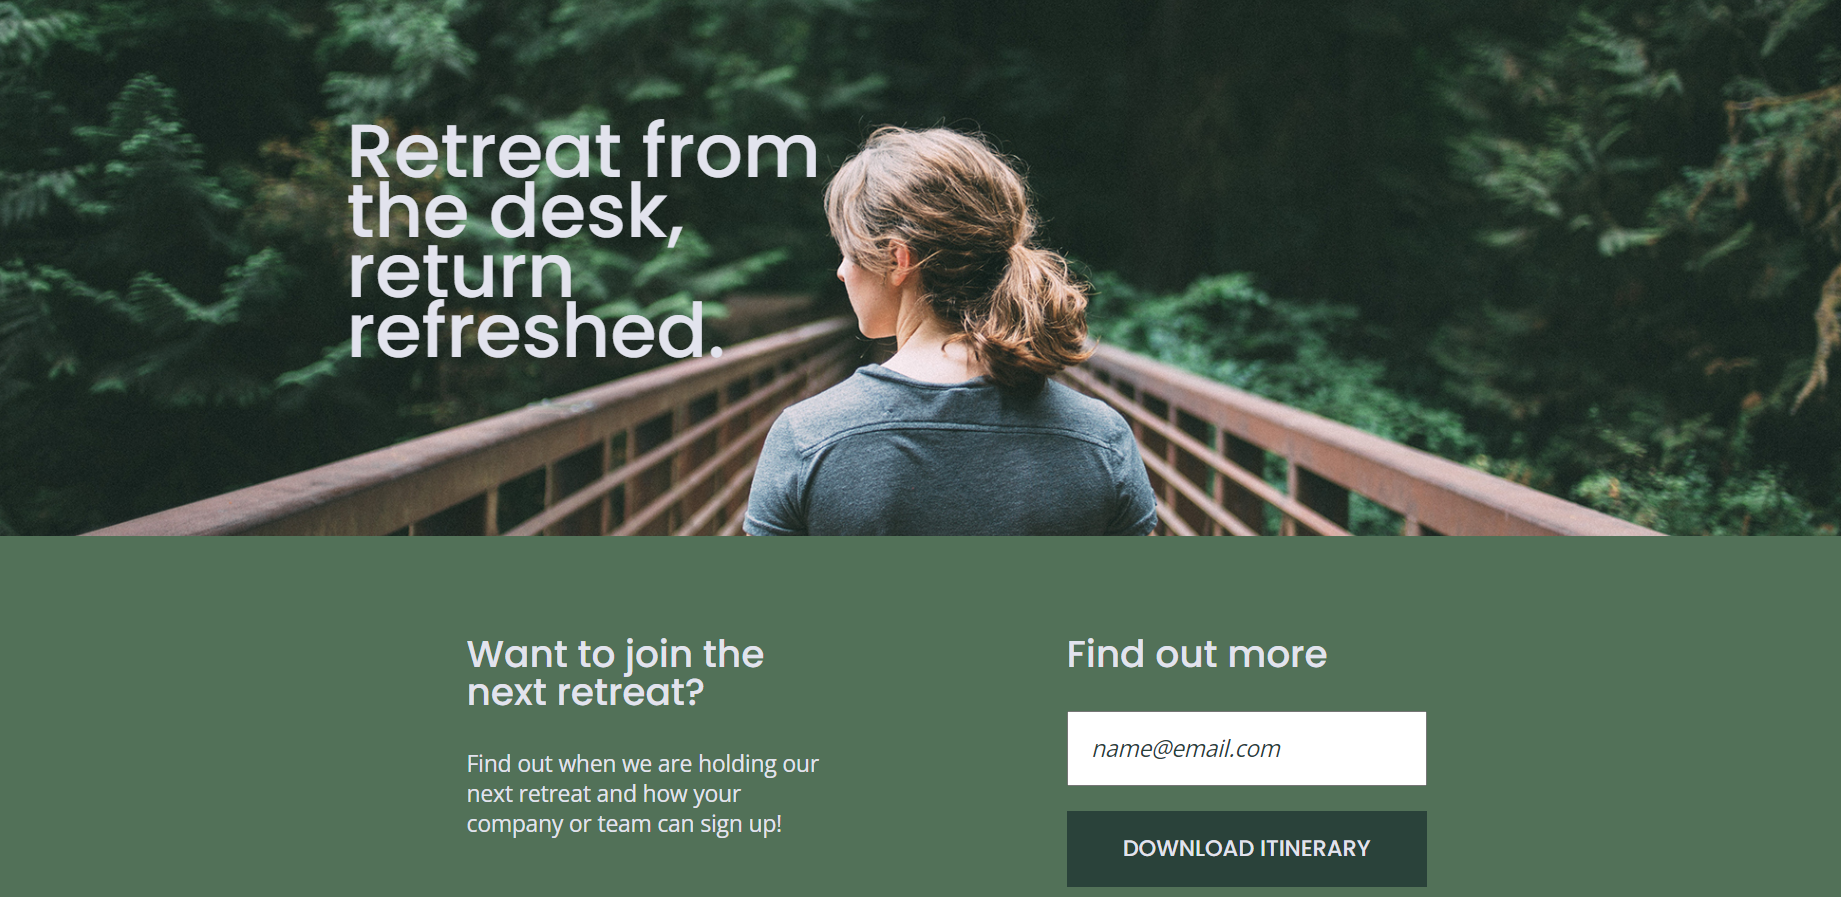 Retreat from
the desk,
return
refreshed.
Want to join the
next retreat?
Find out when we are holding our
next retreat and how your
company or team can sign up!
Find out more
name@email.com
DOWNLOAD ITINERARY